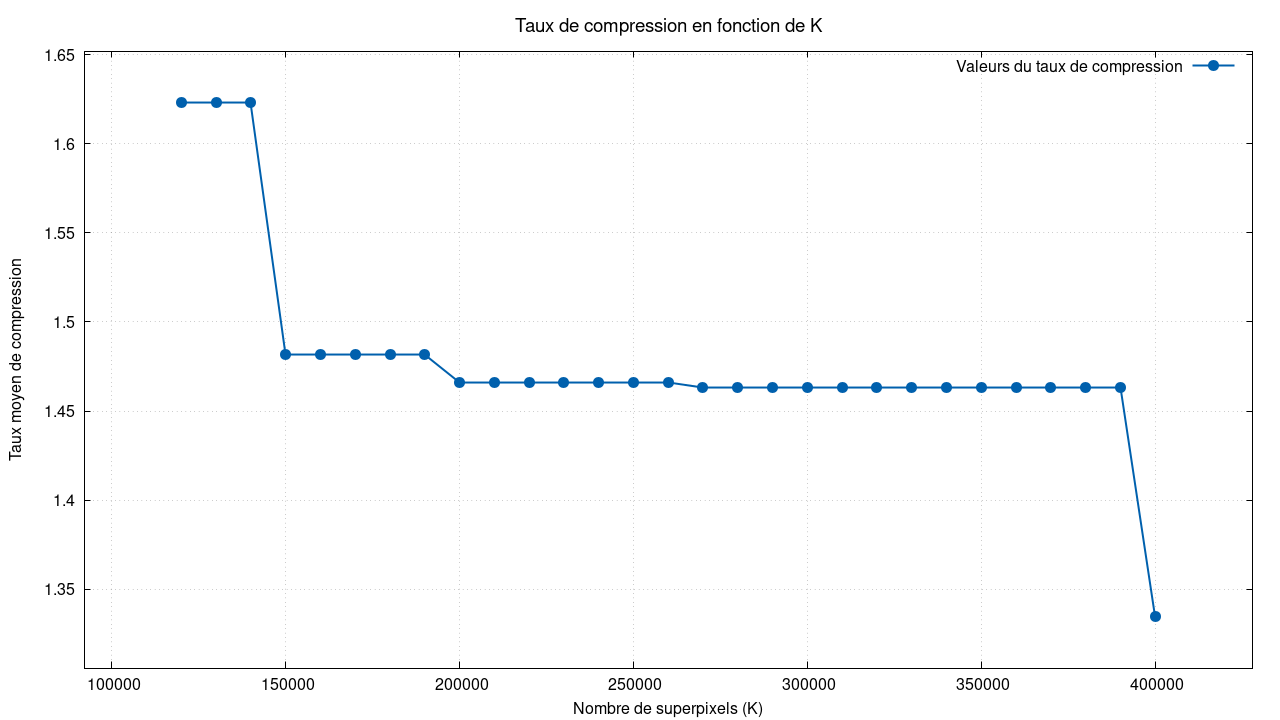 Taux de compression en fonction de K
Valeurs du taux de compression
1.65
1.6
1.55
1.5
1.45
1.4
1.35
Taux moyen de compression
100000 150000 200000 250000 300000 350000 400000
Nombre de superpixels (K)